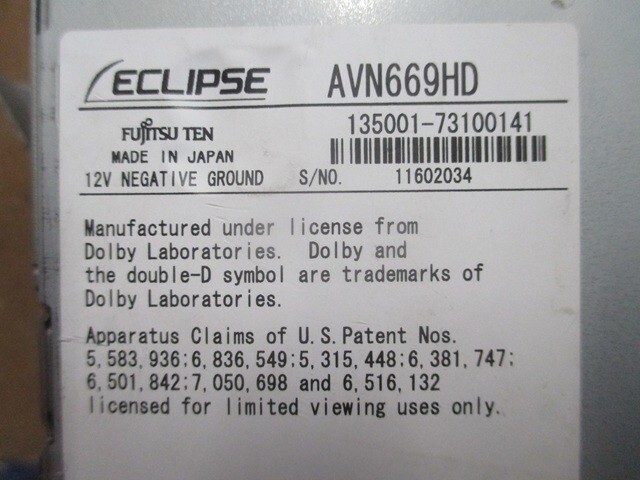 ECLIPSE AVN669HD
FUJITSU TEN 135001-73100141
MADE IN JAPAN
12V NEGATIVE GROUND S/NO. 11602034
Manufactured under license from
Dolby Laboratories. Dolby and
the double-D symbol are trademarks of
Dolby Laboratories.
Apparatus Claims of U.S.Patent Nos.
5,583,936;6,836,549;5,315,448;6,381,747;
6,501,842;7,050,698 and 6,516,132
licensed for limited viewing uses only.